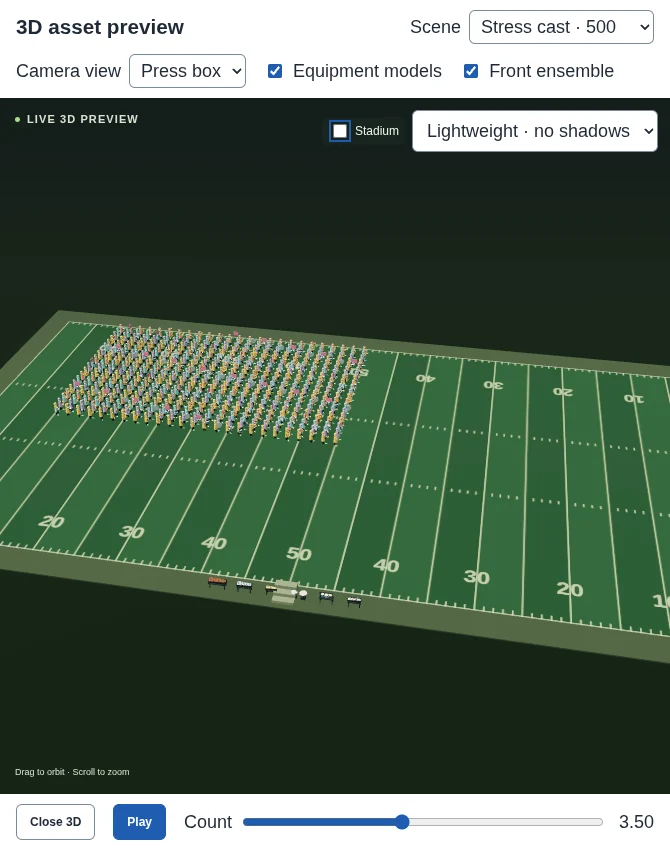 3D asset preview
Scene
Stress cast · 500
Camera view
Press box
Equipment models
Front ensemble
LIVE 3D PREVIEW
Stadium
Lightweight · no shadows
50 40 30 20 10
20 30 40 50 40 30 20
Drag to orbit · Scroll to zoom
Close 3D
Play
Count
3.50